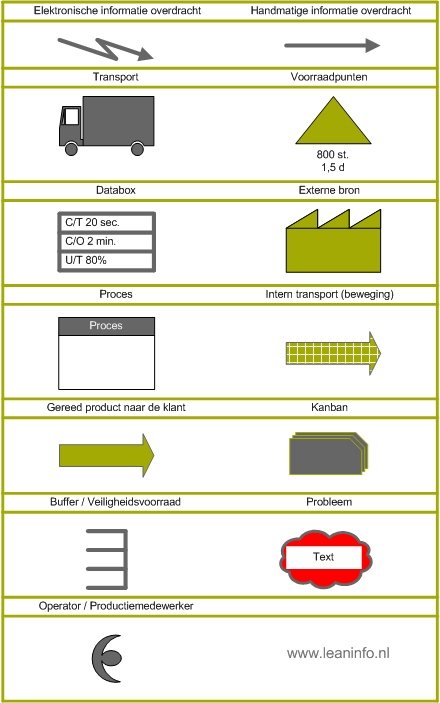 Elektronische informatie overdracht
Handmatige informatie overdracht
Transport
Voorraadpunten
800 st.
1,5 d
Databox
Externe bron
C/T 20 sec.
C/O 2 min.
U/T 80%
Proces
Intern transport (beweging)
Proces
Gereed product naar de klant
Kanban
Buffer / Veiligheidsvoorraad
Probleem
Text
Operator / Productiemedewerker
www.leaninfo.nl